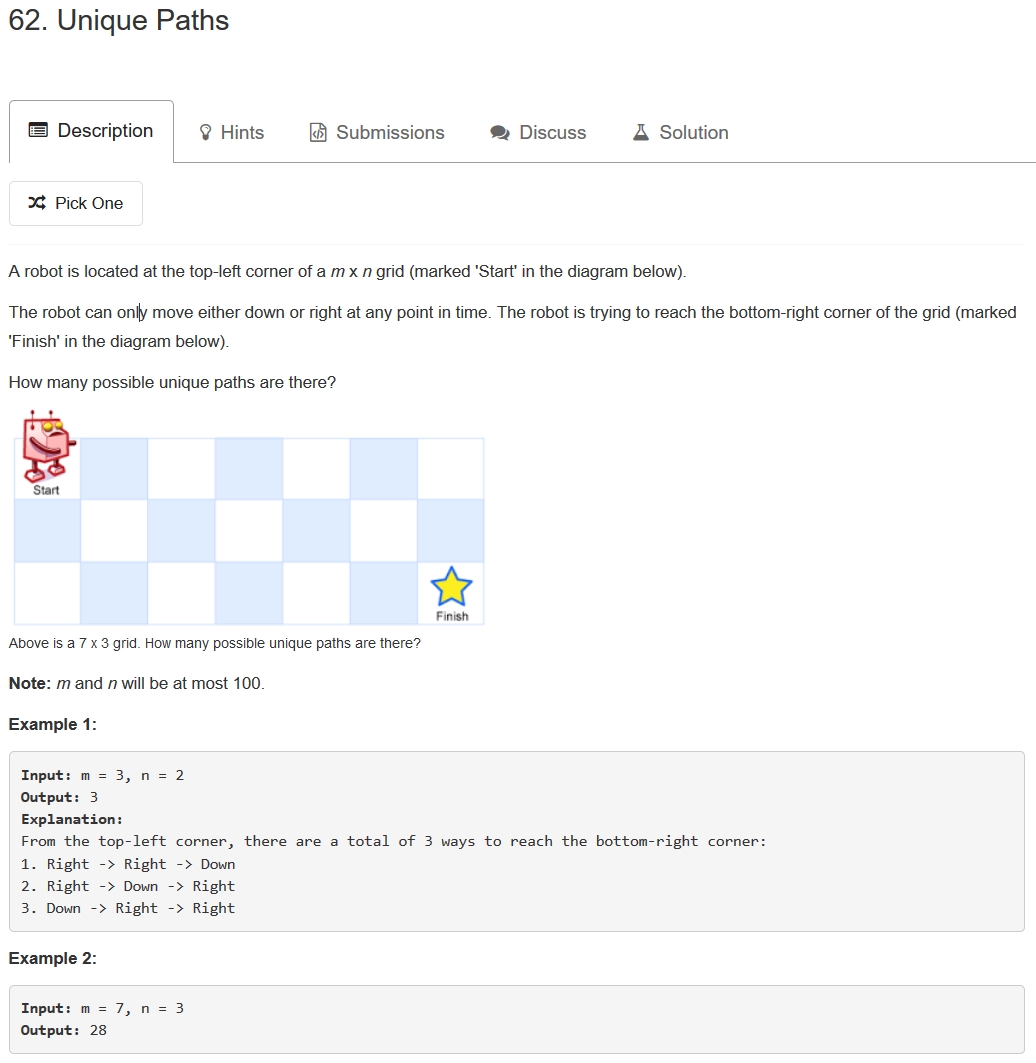 62. Unique Paths
Description
Hints
Submissions
Discuss
Solution
Pick One
A robot is located at the top-left corner of a m x n grid (marked 'Start' in the diagram below).
The robot can only move either down or right at any point in time. The robot is trying to reach the bottom-right corner of the grid (marked
'Finish' in the diagram below).
How many possible unique paths are there?
Start
Finish
Above is a 7 x 3 grid. How many possible unique paths are there?
Note: m and n will be at most 100.
Example 1:
Input: m = 3, n = 2
Output: 3
Explanation:
From the top-left corner, there are a total of 3 ways to reach the bottom-right corner:
1. Right -> Right -> Down
2. Right -> Down -> Right
3. Down -> Right -> Right
Example 2:
Input: m = 7, n = 3
Output: 28